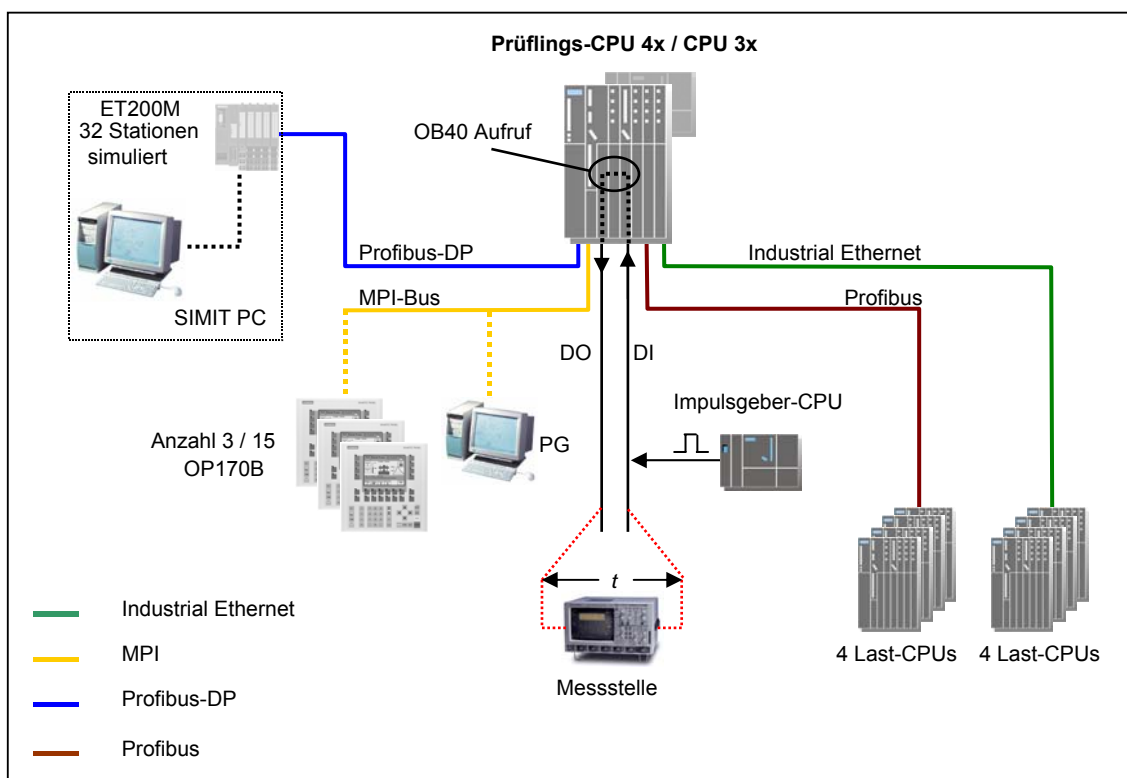 Prüflings-CPU 4x / CPU 3x
ET200M
32 Stationen
simuliert
OB40 Aufruf
Profibus-DP
Industrial Ethernet
MPI-Bus
Profibus
SIMIT PC
DO
DI
Impulsgeber-CPU
Anzahl 3 / 15
OP170B
PG
t
Industrial Ethernet
MPI
Profibus-DP
Profibus
Messstelle
4 Last-CPUs
4 Last-CPUs